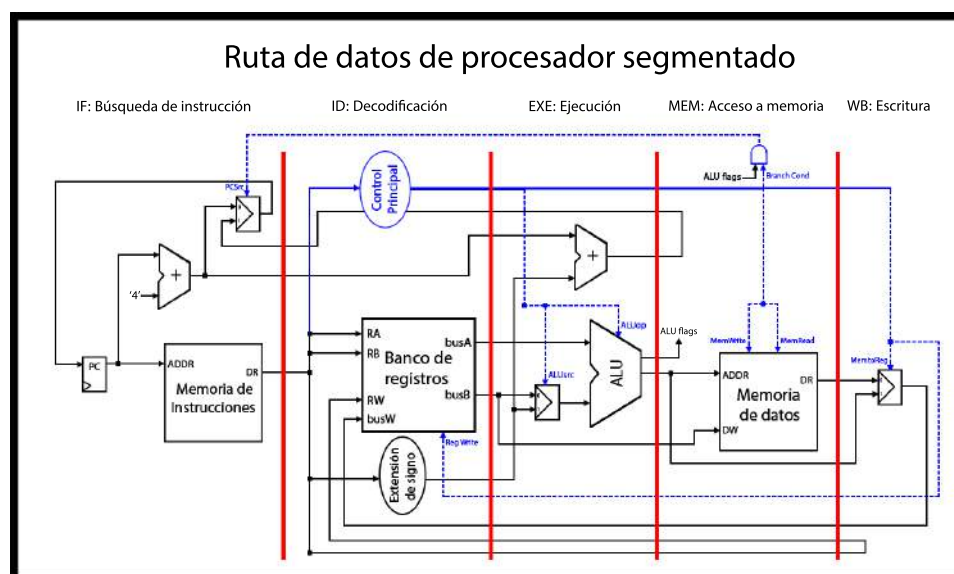 Ruta de datos de procesador segmentado
IF: Búsqueda de instrucción
ID: Decodificación
EXE: Ejecución
MEM: Acceso a memoria
WB: Escritura
PCSrc
Control
Principal
ALU flags
Branch Cond
+
+
'4'
PC
ADDR
DR
Memoria de
Instrucciones
RA
RB
RW
busW
Banco de
registros
busA
busB
Reg Write
Extensión
de signo
ALUsrc
ALUop
ALU
ALU flags
MemWrite
MemRead
ADDR
DR
Memoria
de datos
DW
MemtoReg